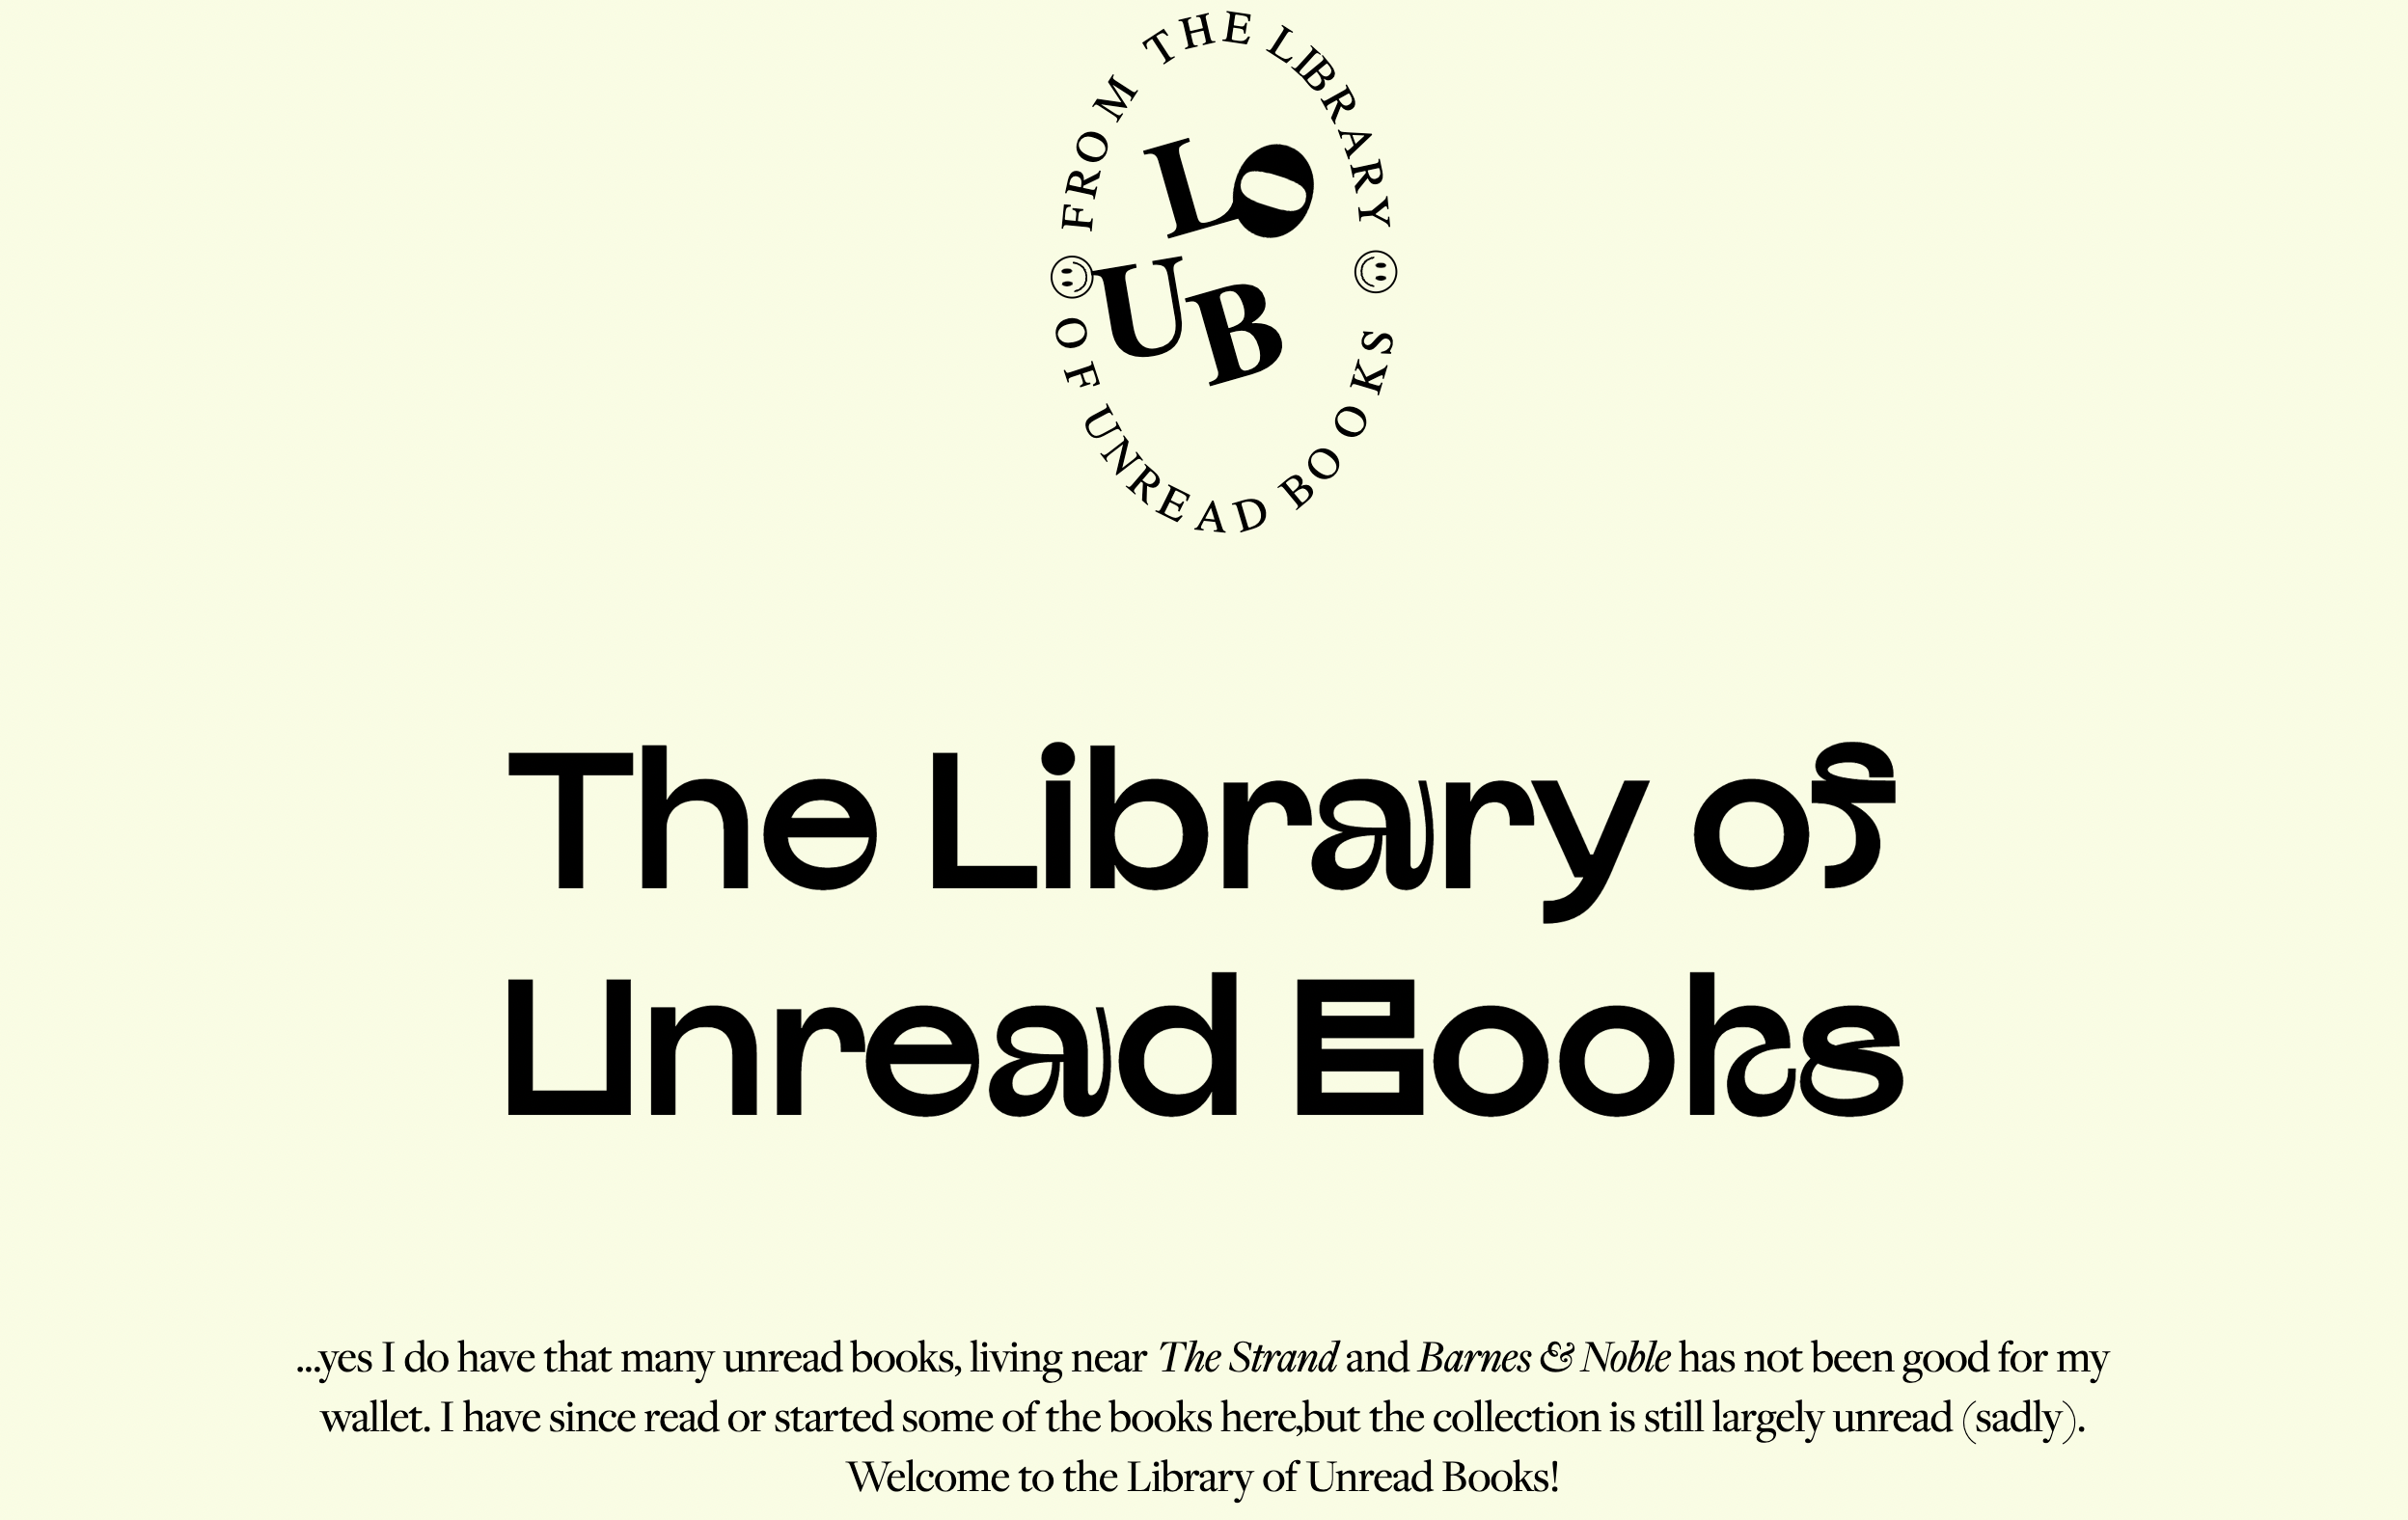 FROM THE LIBRARY
LO
UB
OF UNREAD BOOKS
The Library of
Unread Books
...yes I do have that many unread books, living near The Strand and Barnes & Noble has not been good for my
wallet. I have since read or started some of the books here,but the collection is still largely unread (sadly).
Welcome to the Library of Unread Books!